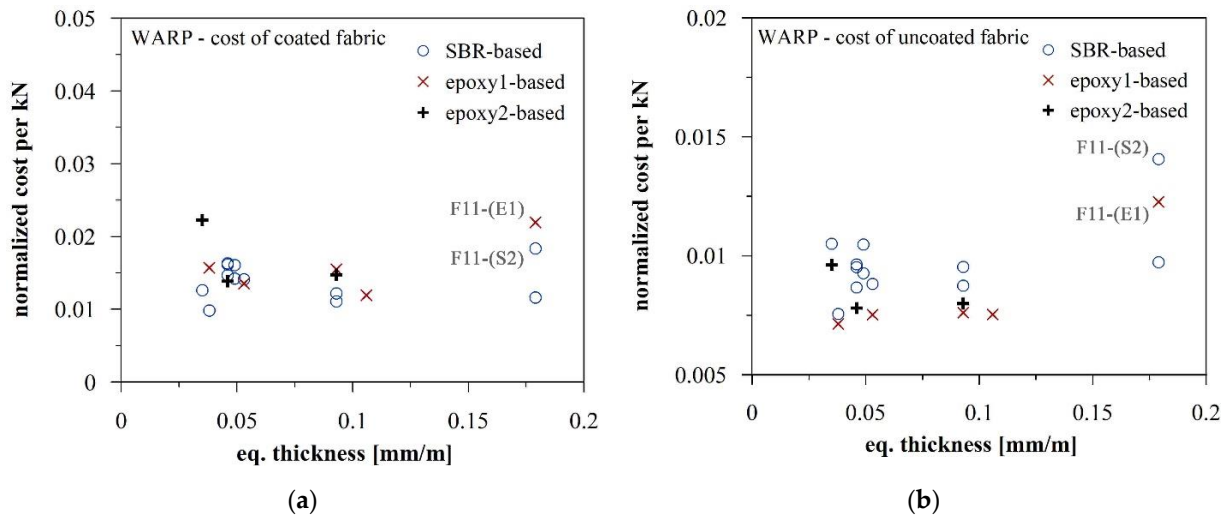 WARP - cost of coated fabric
SBR-based
epoxy1-based
epoxy2-based
F11-(E1)
F11-(S2)
normalized cost per kN
0.05
0.04
0.03
0.02
0.01
0
0
0.05
0.1
0.15
0.2
eq. thickness [mm/m]
(a)
WARP - cost of uncoated fabric
SBR-based
epoxy1-based
epoxy2-based
F11-(S2)
F11-(E1)
normalized cost per kN
0.02
0.015
0.01
0.005
0
0.05
0.1
0.15
0.2
eq. thickness [mm/m]
(b)